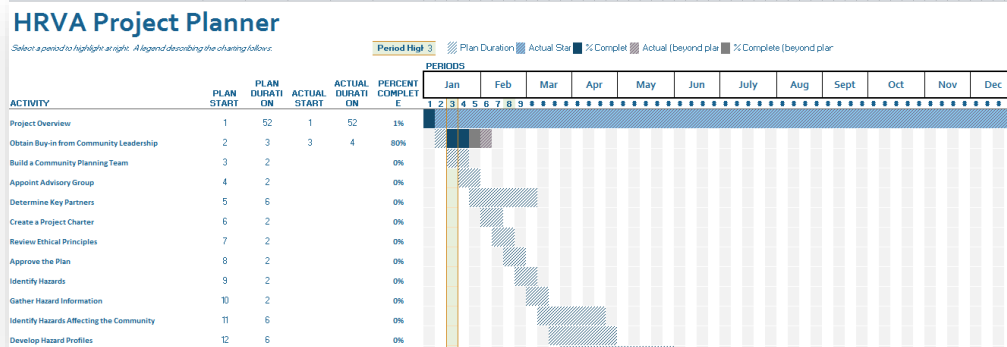 HRVA Project Planner
Select a period to highlight at right. A legend describing the charting follows.
Period High 3 Plan Duration Actual Star % Complet Actual (beyond plar % Complete (beyond plar
PERIODS
ACTIVITY PLAN START PLAN DURATI ON ACTUAL START ACTUAL DURATI ON PERCENT COMPLET E
Jan Feb Mar Apr May Jun July Aug Sept Oct Nov Dec
1 2 3 4 5 6 7 8 9 # # # # # # # # # # # # # # # # # # # # # # # # # # # # # # # # # # # # # # # # # #
Project Overview 1 52 1 52 1%
Obtain Buy-in from Community Leadership 2 3 3 4 80%
Build a Community Planning Team 3 2 0%
Appoint Advisory Group 4 2 0%
Determine Key Partners 5 6 0%
Create a Project Charter 6 2 0%
Review Ethical Principles 7 2 0%
Approve the Plan 8 2 0%
Identify Hazards 9 2 0%
Gather Hazard Information 10 2 0%
Identify Hazards Affecting the Community 11 6 0%
Develop Hazard Profiles 12 6 0%